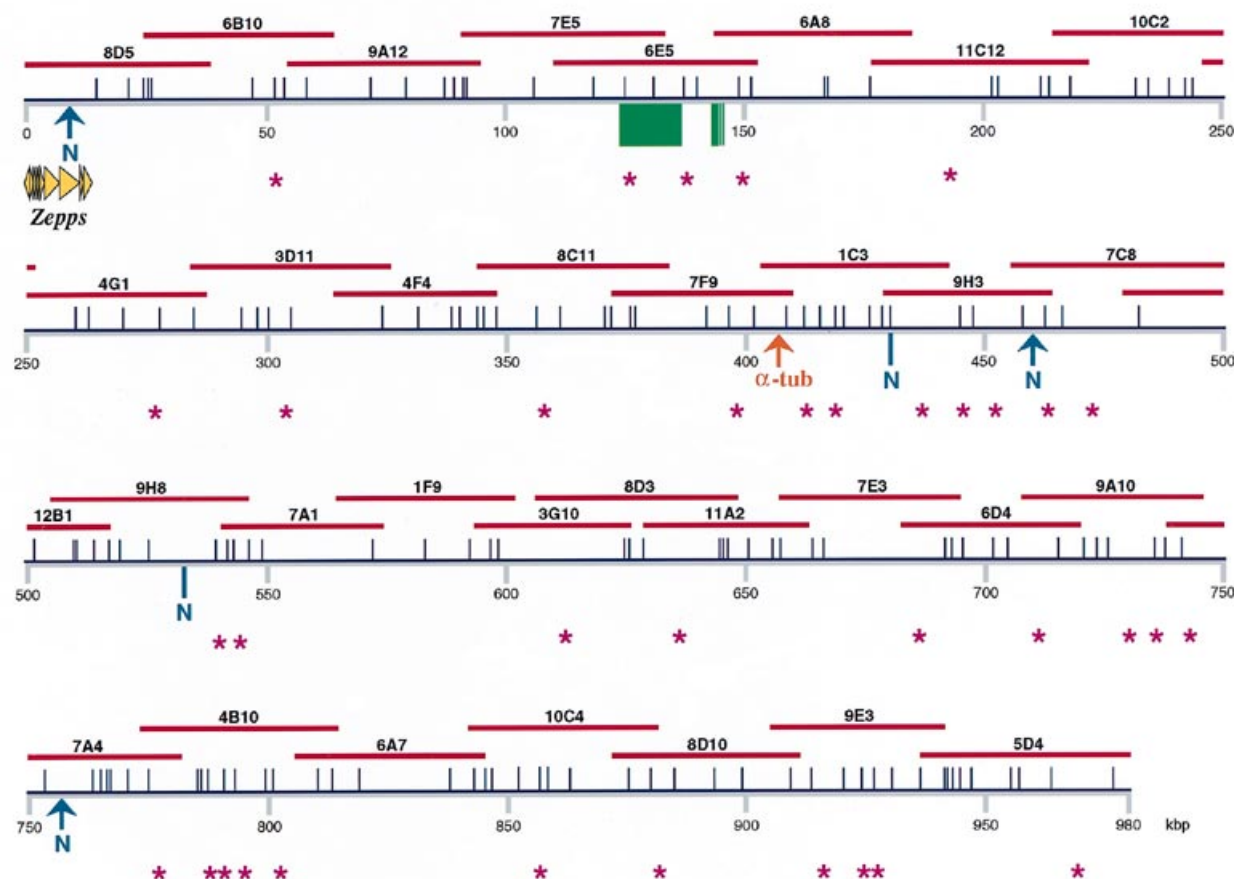 6B10 7E5 6A8 10C2
8D5 9A12 6E5 11C12
0 50 100 150 200 250
N
Zepps
* * * * *
3D11 8C11 1C3 7C8
4G1 4F4 7F9 9H3
250 300 350 400 450 500
α-tub N N
* * * * * * * * * * *
9H8 1F9 8D3 7E3 9A10
12B1 7A1 3G10 11A2 6D4
500 550 600 650 700 750
N
* * * * * * * * *
4B10 10C4 9E3
7A4 6A7 8D10 5D4
750 800 850 900 950 980 kbp
N
* * * * * * * * * * *